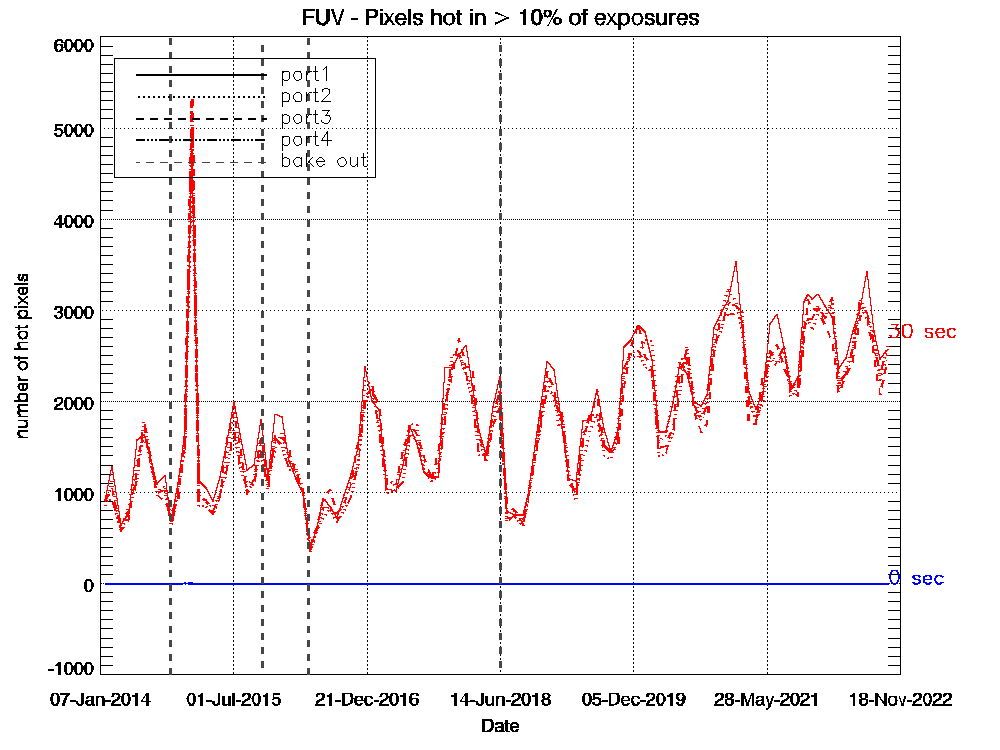 FUV - Pixels hot in > 10% of exposures
6000
5000
4000
3000
2000
1000
0
-1000
number of hot pixels
port1
port2
port3
port4
bake out
30 sec
0 sec
07-Jan-2014 01-Jul-2015 21-Dec-2016 14-Jun-2018 05-Dec-2019 28-May-2021 18-Nov-2022
Date